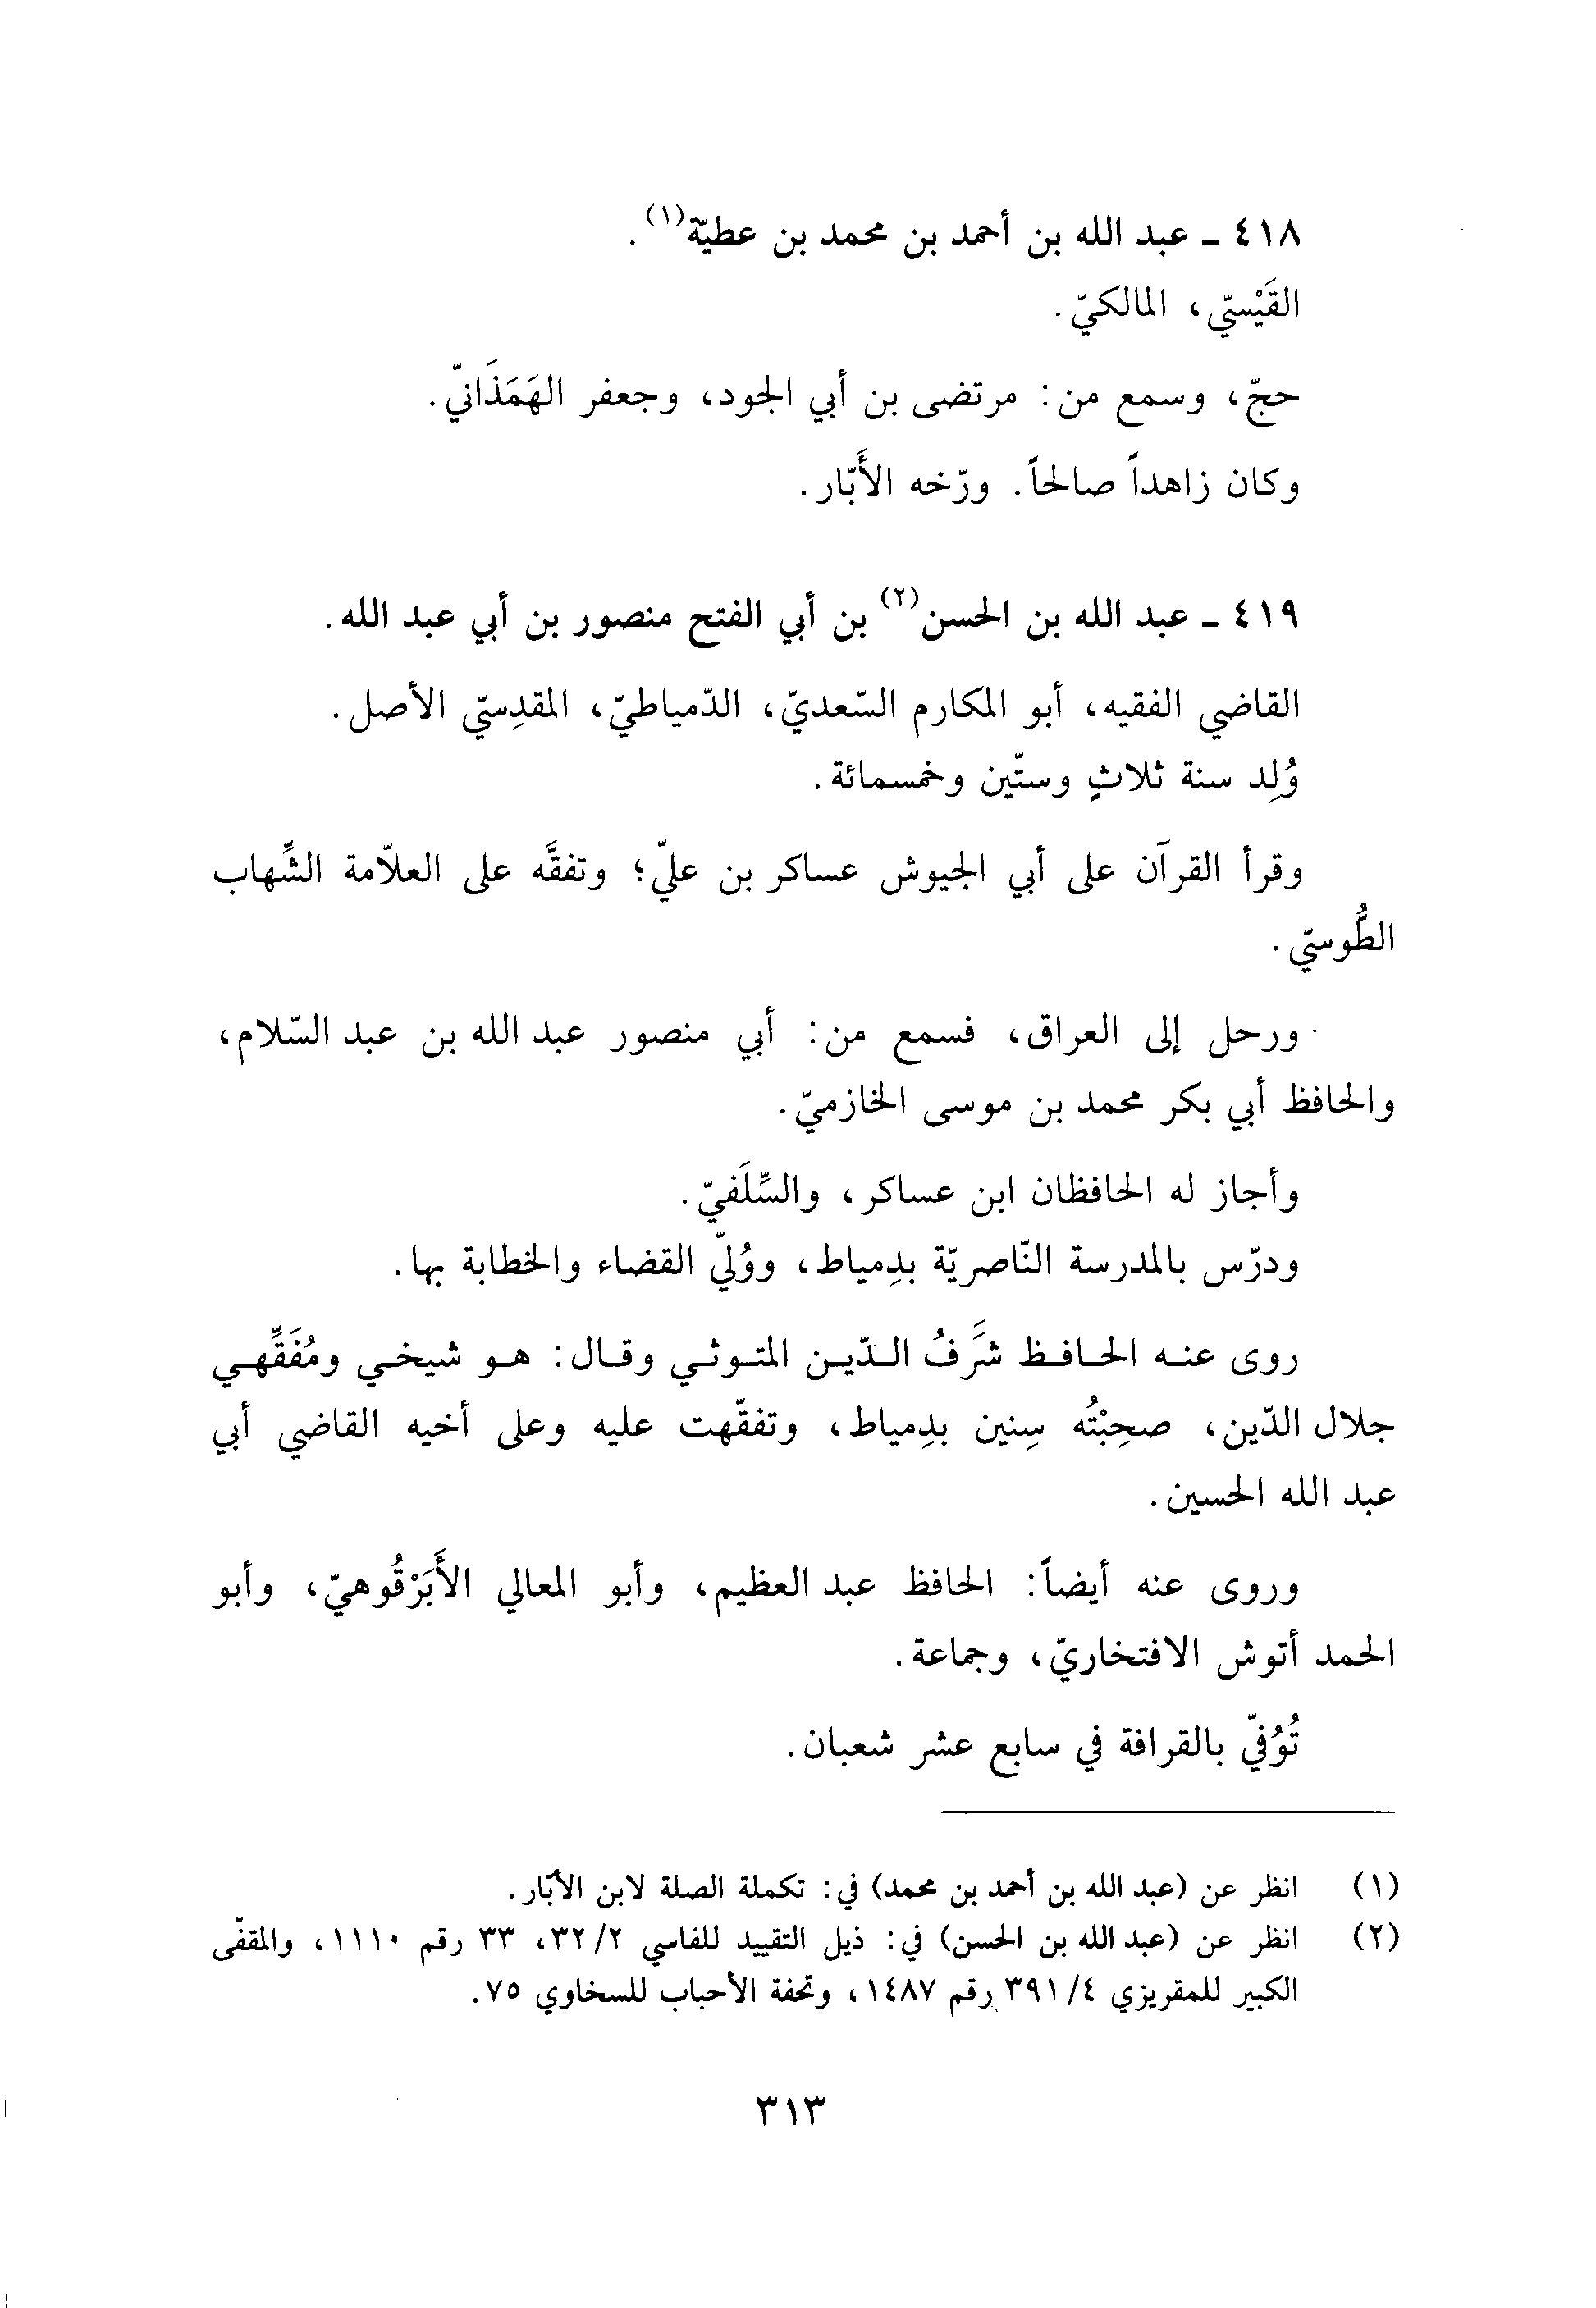 ٤١٨ ـ عبد الله بن أحمد بن محمد بن عطيّة(١).
القَيْسيّ، المالكيّ.
حجّ، وسمع من: مرتضى بن أبي الجود، وجعفر الهَمَذَانيّ.
وكان زاهداً صالحاً. ورّخه الأَبّار.
٤١٩ ـ عبد الله بن الحسن(٢) بن أبي الفتح منصور بن أبي عبد الله.
القاضي الفقيه، أبو المكارم السّعديّ، الدّمياطيّ، المقدِسيّ الأصل.
وُلِد سنة ثلاثٍ وستّين وخمسمائة.
وقرأ القرآن على أبي الجيوش عساكر بن عليّ؛ وتفقَّه على العلاّمة الشِّهاب
الطُّوسيّ.
ورحل إلى العراق، فسمع من: أبي منصور عبد الله بن عبد السّلام،
والحافظ أبي بكر محمد بن موسى الخازميّ.
وأجاز له الحافظان ابن عساكر، والسِّلَفيّ.
ودرّس بالمدرسة النّاصريّة بدِمياط، ووُليّ القضاء والخطابة بها.
روى عنه الحافظ شَرَفُ الدّين المتوثي وقال: هو شيخي ومُفَقِّهي
جلال الدّين، صحِبْتُه سِنين بدِمياط، وتفقّهت عليه وعلى أخيه القاضي أبي
عبد الله الحسين.
وروى عنه أيضاً: الحافظ عبد العظيم، وأبو المعالي الأَبَرْقُوهيّ، وأبو
الحمد أتوش الافتخاريّ، وجماعة.
تُوُفيّ بالقرافة في سابع عشر شعبان.
(١) انظر عن (عبد الله بن أحمد بن محمد) في: تكملة الصلة لابن الأبّار.
(٢) انظر عن (عبد الله بن الحسن) في: ذيل التقييد للفاسي ٣٢/٢، ٣٣ رقم ١١١٠، والمقفّى
الكبير للمقريزي ٣٩١/٤ رقم ١٤٨٧، وتحفة الأحباب للسخاوي ٧٥.
٣١٣